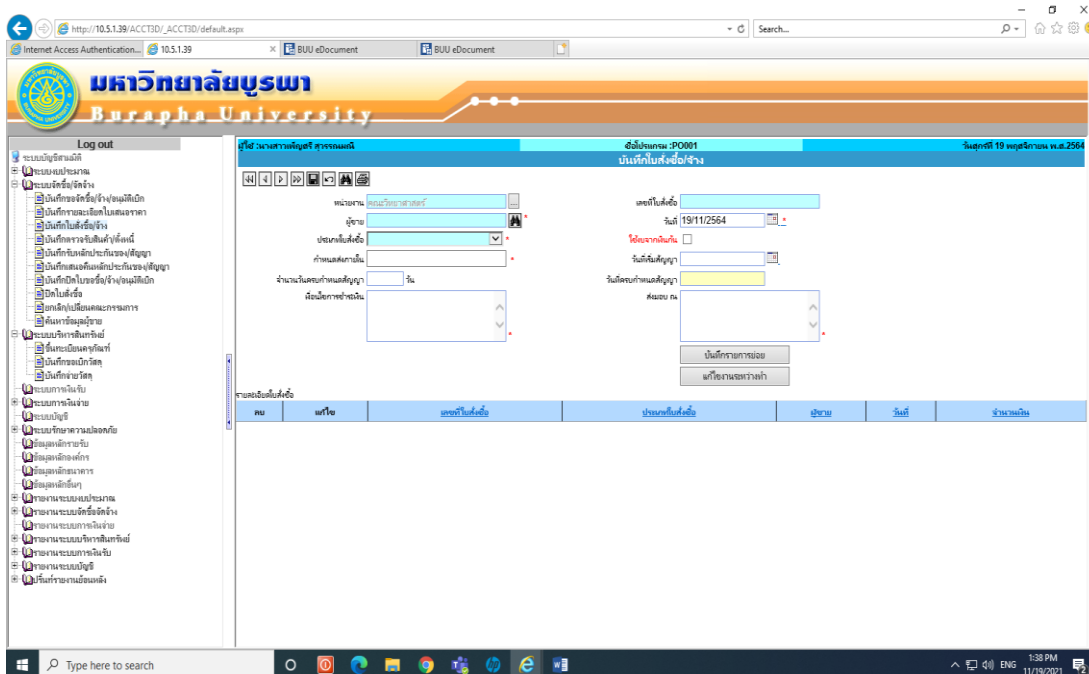 http://10.5.1.39/ACCT3D/_ACCT3D/default.aspx
Search...
Internet Access Authentication...
10.5.1.39
BUU eDocument
BUU eDocument
มหาวิทยาลัยบูรพา
Burapha University
Log out
ระบบบัญชีสามมิติ
ระบบงบประมาณ
ระบบจัดซื้อ/จัดจ้าง
บันทึกขอจัดซื้อ/จ้าง/อนุมัติเบิก
บันทึกรายละเอียดใบเสนอราคา
บันทึกใบสั่งซื้อ/จ้าง
บันทึกตรวจรับสินค้า/ตั้งหนี้
บันทึกรับหลักประกันซอง/สัญญา
บันทึกเสนอคืนหลักประกันซอง/สัญญา
บันทึกปิดใบขอซื้อ/จ้าง/อนุมัติเบิก
ปิดใบสั่งซื้อ
ยกเลิก/เปลี่ยนคณะกรรมการ
ค้นหาข้อมูลผู้ขาย
ระบบบริหารสินทรัพย์
ขึ้นทะเบียนครุภัณฑ์
บันทึกขอเบิกวัสดุ
บันทึกจ่ายวัสดุ
ระบบการเงินรับ
ระบบการเงินจ่าย
ระบบบัญชี
ระบบรักษาความปลอดภัย
ข้อมูลหลักรายรับ
ข้อมูลหลักองค์กร
ข้อมูลหลักธนาคาร
ข้อมูลหลักอื่นๆ
รายงานระบบงบประมาณ
รายงานระบบจัดซื้อจัดจ้าง
รายงานระบบการเงินจ่าย
รายงานระบบบริหารสินทรัพย์
รายงานระบบการเงินรับ
รายงานระบบบัญชี
ปริ้นท์รายงานย้อนหลัง
ผู้ใช้ :นางสาวเพ็ญศรี สุวรรณมณี ชื่อโปรแกรม :PO001 วันศุกร์ที่ 19 พฤศจิกายน พ.ศ.2564
บันทึกใบสั่งซื้อ/จ้าง
หน่วยงาน คณะวิทยาศาสตร์ ... เลขที่ใบสั่งซื้อ
ผู้ขาย * วันที่ 19/11/2564 *
ประเภทใบสั่งซื้อ * ใช้งบจากเงินกัน
กำหนดส่งภายใน * วันที่เริ่มสัญญา
จำนวนวันครบกำหนดสัญญา วัน วันที่ครบกำหนดสัญญา
เงื่อนไขการชำระเงิน * ส่งมอบ ณ *
บันทึกรายการย่อย
แก้ไขงานระหว่างทำ
รายละเอียดใบสั่งซื้อ
ลบ แก้ไข เลขที่ใบสั่งซื้อ ประเภทใบสั่งซื้อ ผู้ขาย วันที่ จำนวนเงิน
Type here to search
ENG
1:38 PM
11/19/2021